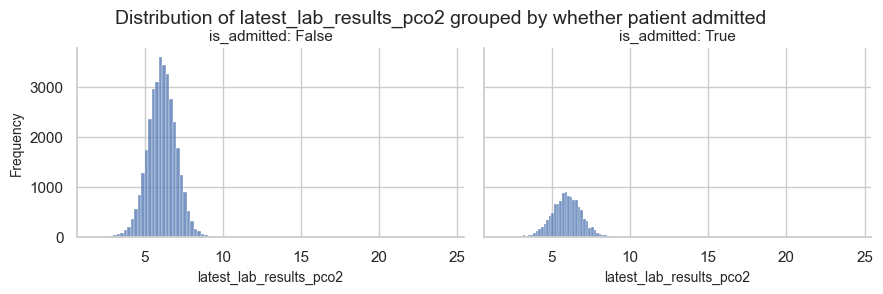 Distribution of latest_lab_results_pco2 grouped by whether patient admitted
is_admitted: False
is_admitted: True
Frequency
3000
2000
1000
0
5 10 15 20 25
5 10 15 20 25
latest_lab_results_pco2
latest_lab_results_pco2